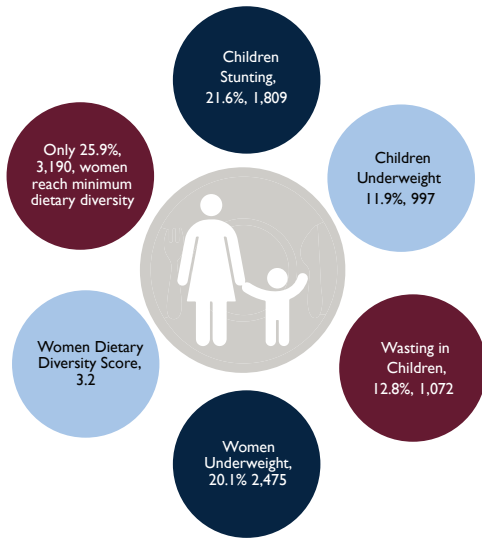 Children
Stunting,
21.6%, 1,809
Only 25.9%,
3,190, women
reach minimum
dietary diversity
Children
Underweight
11.9%, 997
Women Dietary
Diversity Score,
3.2
Wasting in
Children,
12.8%, 1,072
Women
Underweight,
20.1% 2,475